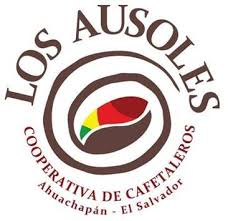 LOS AUSOLES
COOPERATIVA DE CAFETALEROS
Ahuachapán - El Salvador